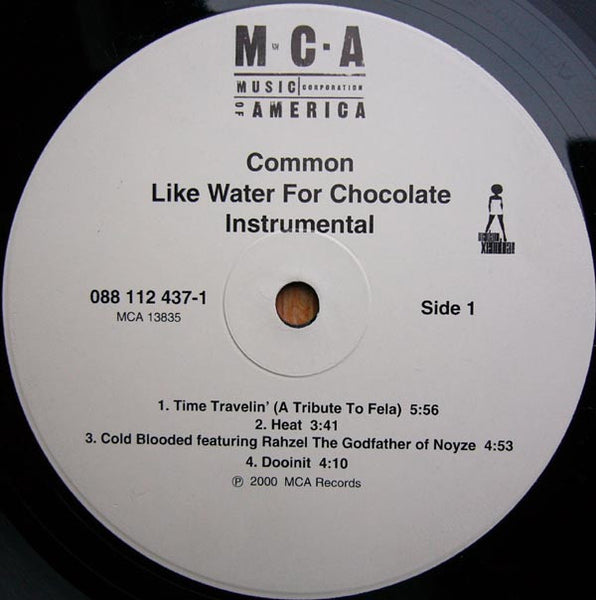 M·C·A
MUSIC CORPORATION
OF AMERICA
Common
Like Water For Chocolate
Instrumental
088 112 437-1
MCA 13835
Side 1
1. Time Travelin' (A Tribute To Fela) 5:56
2. Heat 3:41
3. Cold Blooded featuring Rahzel The Godfather of Noyze 4:53
4. Dooinit 4:10
℗ 2000 MCA Records